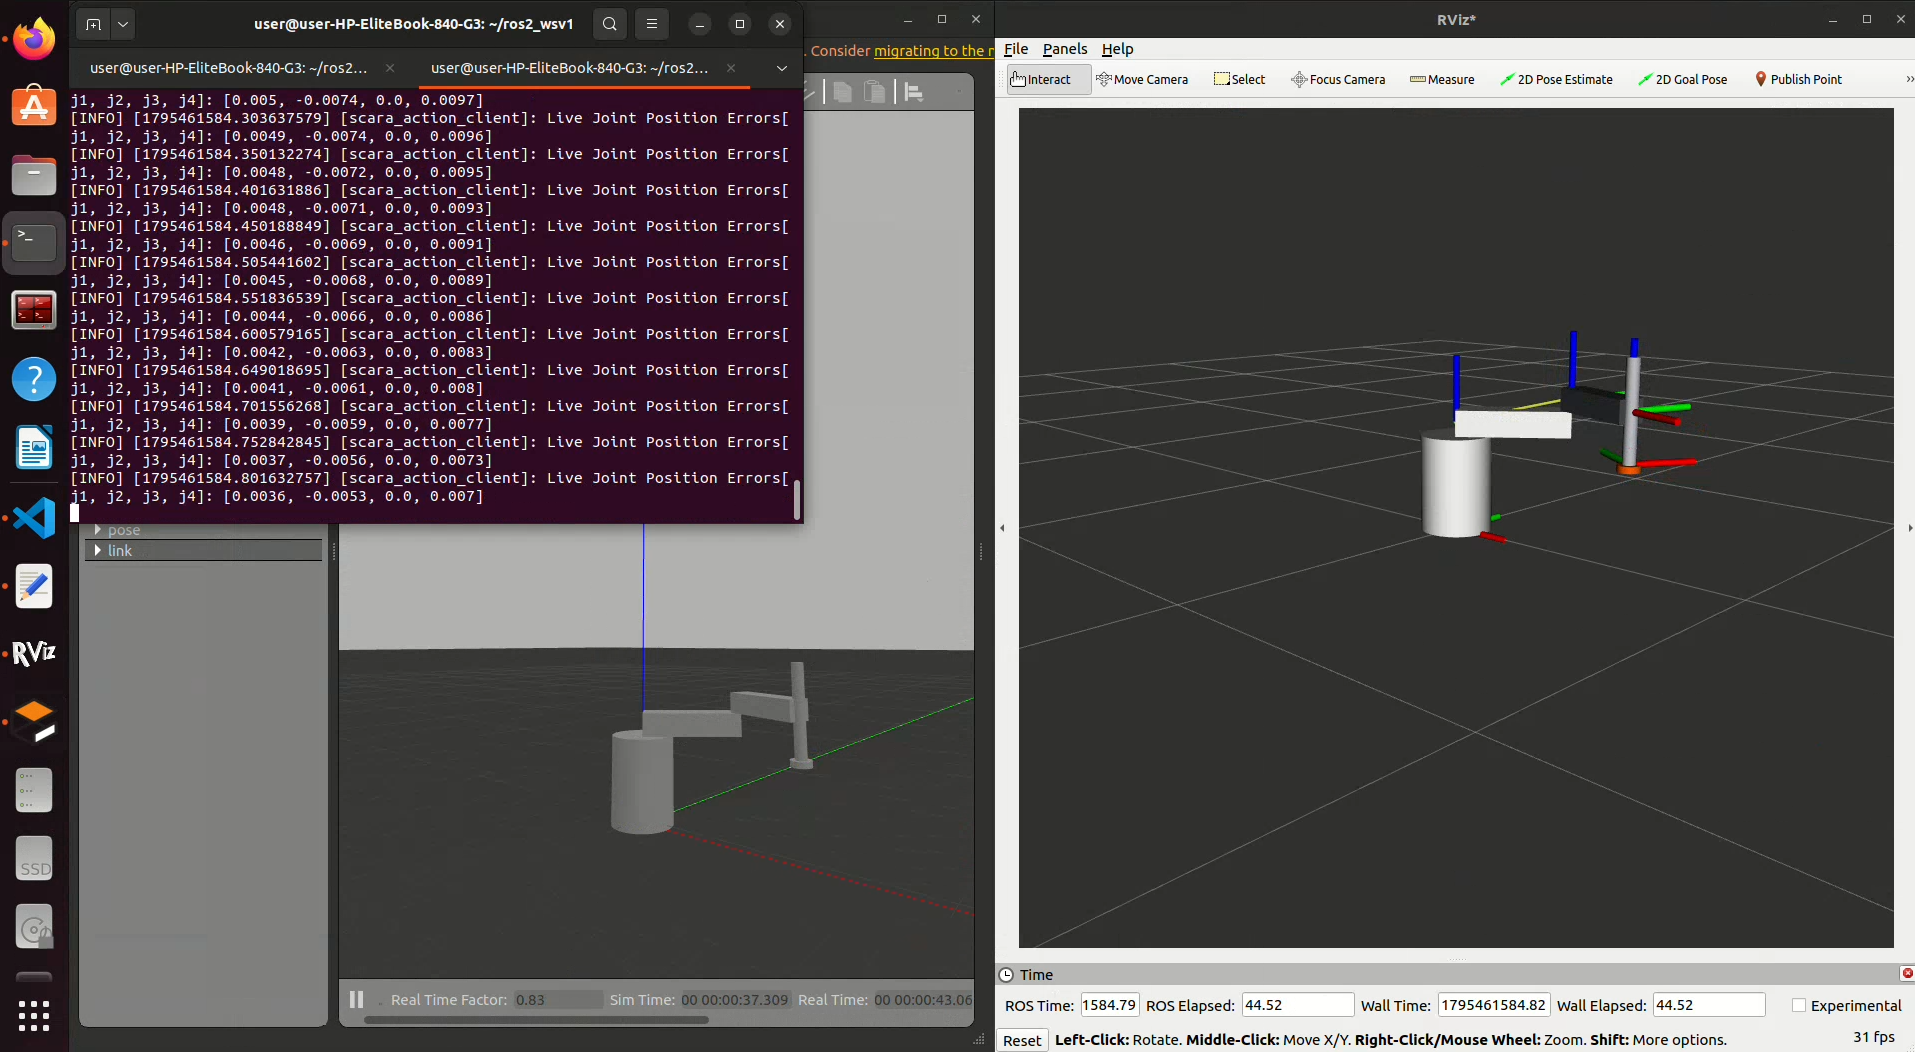 user@user-HP-EliteBook-840-G3: ~/ros2_wsv1
user@user-HP-EliteBook-840-G3: ~/ros2...
user@user-HP-EliteBook-840-G3: ~/ros2...
j1, j2, j3, j4]: [0.005, -0.0074, 0.0, 0.0097]
[INFO] [1795461584.303637579] [scara_action_client]: Live Joint Position Errors[
j1, j2, j3, j4]: [0.0049, -0.0074, 0.0, 0.0096]
[INFO] [1795461584.350132274] [scara_action_client]: Live Joint Position Errors[
j1, j2, j3, j4]: [0.0048, -0.0072, 0.0, 0.0095]
[INFO] [1795461584.401631886] [scara_action_client]: Live Joint Position Errors[
j1, j2, j3, j4]: [0.0048, -0.0071, 0.0, 0.0093]
[INFO] [1795461584.450188849] [scara_action_client]: Live Joint Position Errors[
j1, j2, j3, j4]: [0.0046, -0.0069, 0.0, 0.0091]
[INFO] [1795461584.505441602] [scara_action_client]: Live Joint Position Errors[
j1, j2, j3, j4]: [0.0045, -0.0068, 0.0, 0.0089]
[INFO] [1795461584.551836539] [scara_action_client]: Live Joint Position Errors[
j1, j2, j3, j4]: [0.0044, -0.0066, 0.0, 0.0086]
[INFO] [1795461584.600579165] [scara_action_client]: Live Joint Position Errors[
j1, j2, j3, j4]: [0.0042, -0.0063, 0.0, 0.0083]
[INFO] [1795461584.649018695] [scara_action_client]: Live Joint Position Errors[
j1, j2, j3, j4]: [0.0041, -0.0061, 0.0, 0.008]
[INFO] [1795461584.701556268] [scara_action_client]: Live Joint Position Errors[
j1, j2, j3, j4]: [0.0039, -0.0059, 0.0, 0.0077]
[INFO] [1795461584.752842845] [scara_action_client]: Live Joint Position Errors[
j1, j2, j3, j4]: [0.0037, -0.0056, 0.0, 0.0073]
[INFO] [1795461584.801632757] [scara_action_client]: Live Joint Position Errors[
j1, j2, j3, j4]: [0.0036, -0.0053, 0.0, 0.007]
. Consider migrating to the n
pose
link
Real Time Factor: 0.83 Sim Time: 00 00:00:37.309 Real Time: 00 00:00:43.06
RViz
SSD
RViz*
File Panels Help
Interact Move Camera Select Focus Camera Measure 2D Pose Estimate 2D Goal Pose Publish Point
Time
ROS Time: 1584.79 ROS Elapsed: 44.52 Wall Time: 1795461584.82 Wall Elapsed: 44.52 Experimental
Reset Left-Click: Rotate. Middle-Click: Move X/Y. Right-Click/Mouse Wheel: Zoom. Shift: More options. 31 fps